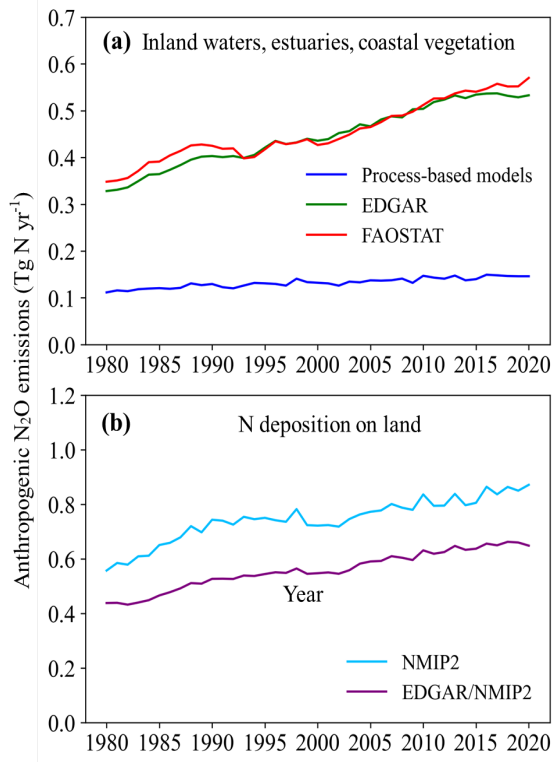 Anthropogenic N₂O emissions (Tg N yr⁻¹)
(a) Inland waters, estuaries, coastal vegetation
0.7
0.6
0.5
0.4
0.3
0.2
0.1
0.0
Process-based models
EDGAR
FAOSTAT
1980 1985 1990 1995 2000 2005 2010 2015 2020
(b) N deposition on land
1.2
1.0
0.8
0.6
0.4
0.2
0.0
Year
NMIP2
EDGAR/NMIP2
1980 1985 1990 1995 2000 2005 2010 2015 2020